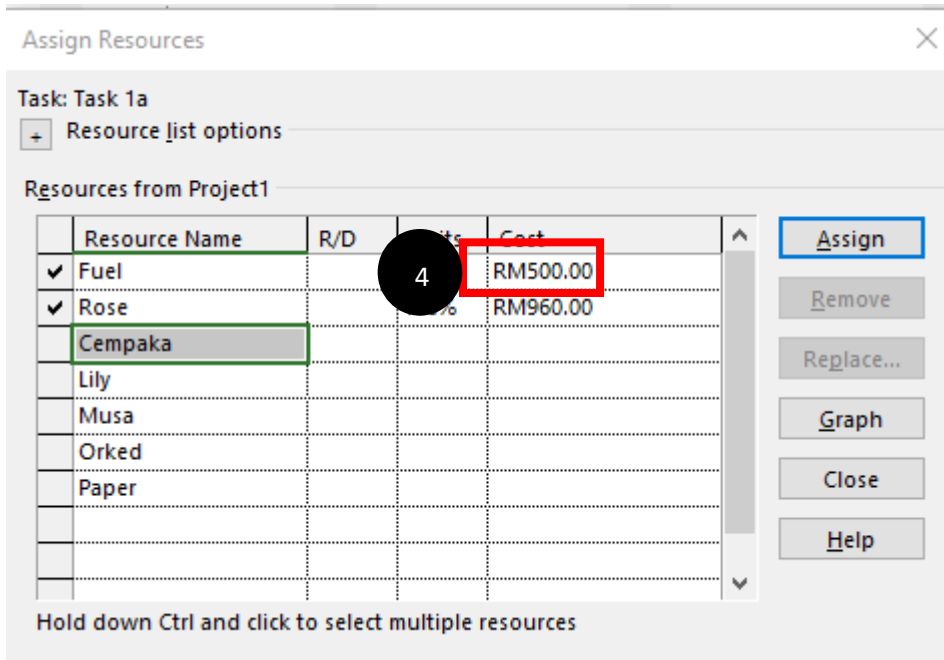 Assign Resources
Task: Task 1a
+ Resource list options
Resources from Project1
Resource Name R/D Cost Assign
Fuel 4 RM500.00
Rose RM960.00 Remove
Cempaka Replace...
Lily
Musa Graph
Orked
Paper Close
Help
Hold down Ctrl and click to select multiple resources